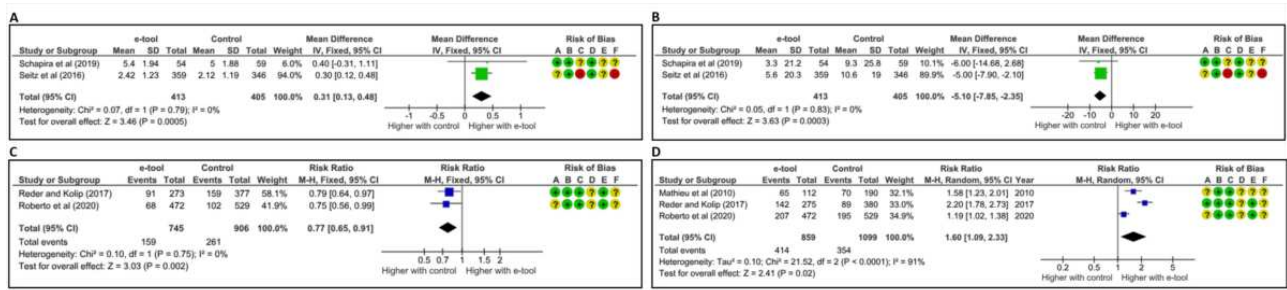 A
e-tool Control Mean Difference Mean Difference Risk of Bias
Study or Subgroup Mean SD Total Mean SD Total Weight IV, Fixed, 95% CI IV, Fixed, 95% CI A B C D E F
Schapira et al (2019) 5.4 1.94 54 5 1.88 59 6.0% 0.40 [-0.31, 1.11]
Seitz et al (2016) 2.42 1.23 359 2.12 1.19 346 94.0% 0.30 [0.12, 0.48]
Total (95% CI) 413 405 100.0% 0.31 [0.13, 0.48]
Heterogeneity: Chi² = 0.07, df = 1 (P = 0.79); I² = 0%
Test for overall effect: Z = 3.46 (P = 0.0005)
-1 -0.5 0 0.5 1
Higher with control Higher with e-tool
B
e-tool Control Mean Difference Mean Difference Risk of Bias
Study or Subgroup Mean SD Total Mean SD Total Weight IV, Fixed, 95% CI IV, Fixed, 95% CI A B C D E F
Schapira et al (2019) 3.3 21.2 54 9.3 25.8 59 10.1% -6.00 [-14.68, 2.68]
Seitz et al (2016) 5.6 20.3 359 10.6 19 346 89.9% -5.00 [-7.90, -2.10]
Total (95% CI) 413 405 100.0% -5.10 [-7.85, -2.35]
Heterogeneity: Chi² = 0.05, df = 1 (P = 0.83); I² = 0%
Test for overall effect: Z = 3.63 (P = 0.0003)
-20 -10 0 10 20
Higher with control Higher with e-tool
C
e-tool Control Risk Ratio Risk Ratio Risk of Bias
Study or Subgroup Events Total Events Total Weight M-H, Fixed, 95% CI M-H, Fixed, 95% CI A B C D E F
Reder and Kolip (2017) 91 273 159 377 58.1% 0.79 [0.64, 0.97]
Roberto et al (2020) 68 472 102 529 41.9% 0.75 [0.56, 0.99]
Total (95% CI) 745 906 100.0% 0.77 [0.65, 0.91]
Total events 159 261
Heterogeneity: Chi² = 0.10, df = 1 (P = 0.75); I² = 0%
Test for overall effect: Z = 3.03 (P = 0.002)
0.5 0.7 1 1.5 2
Higher with control Higher with e-tool
D
e-tool Control Risk Ratio Risk Ratio Risk of Bias
Study or Subgroup Events Total Events Total Weight M-H, Random, 95% CI Year M-H, Random, 95% CI A B C D E F
Mathieu et al (2010) 65 112 70 190 32.1% 1.58 [1.23, 2.01] 2010
Reder and Kolip (2017) 142 275 89 380 33.1% 2.20 [1.78, 2.73] 2017
Roberto et al (2020) 207 472 195 529 34.9% 1.19 [1.02, 1.38] 2020
Total (95% CI) 859 1099 100.0% 1.60 [1.09, 2.33]
Total events 414 354
Heterogeneity: Tau² = 0.10; Chi² = 21.52, df = 2 (P < 0.0001); I² = 91%
Test for overall effect: Z = 2.41 (P = 0.02)
0.2 0.5 1 2 5
Higher with control Higher with e-tool